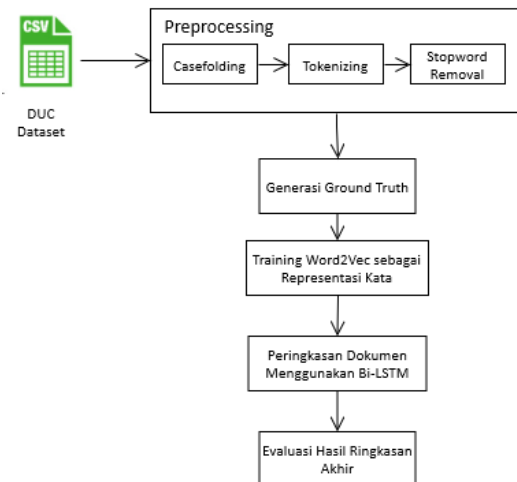 CSV
DUC
Dataset
Preprocessing
Casefolding
Tokenizing
Stopword
Removal
Generasi Ground Truth
Training Word2Vec sebagai
Representasi Kata
Peringkasan Dokumen
Menggunakan Bi-LSTM
Evaluasi Hasil Ringkasan
Akhir